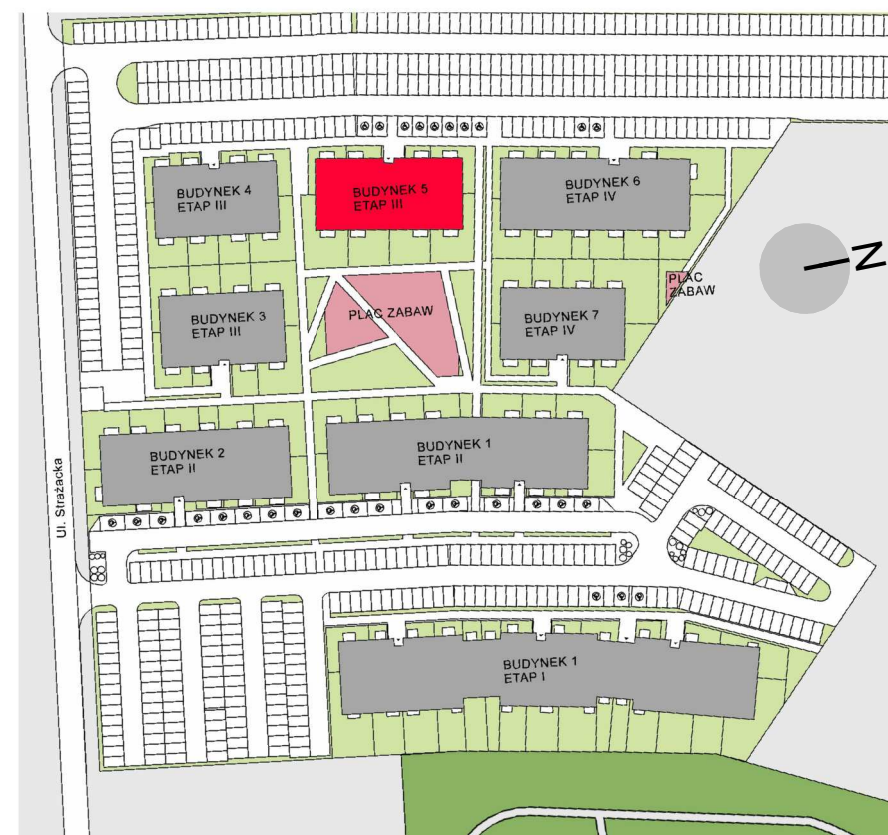 BUDYNEK 4
ETAP III
BUDYNEK 5
ETAP III
BUDYNEK 6
ETAP IV
N
PLAC
ZABAW
BUDYNEK 3
ETAP III
PLAC ZABAW
BUDYNEK 7
ETAP IV
BUDYNEK 2
ETAP II
BUDYNEK 1
ETAP II
Ul. Strażacka
BUDYNEK 1
ETAP I